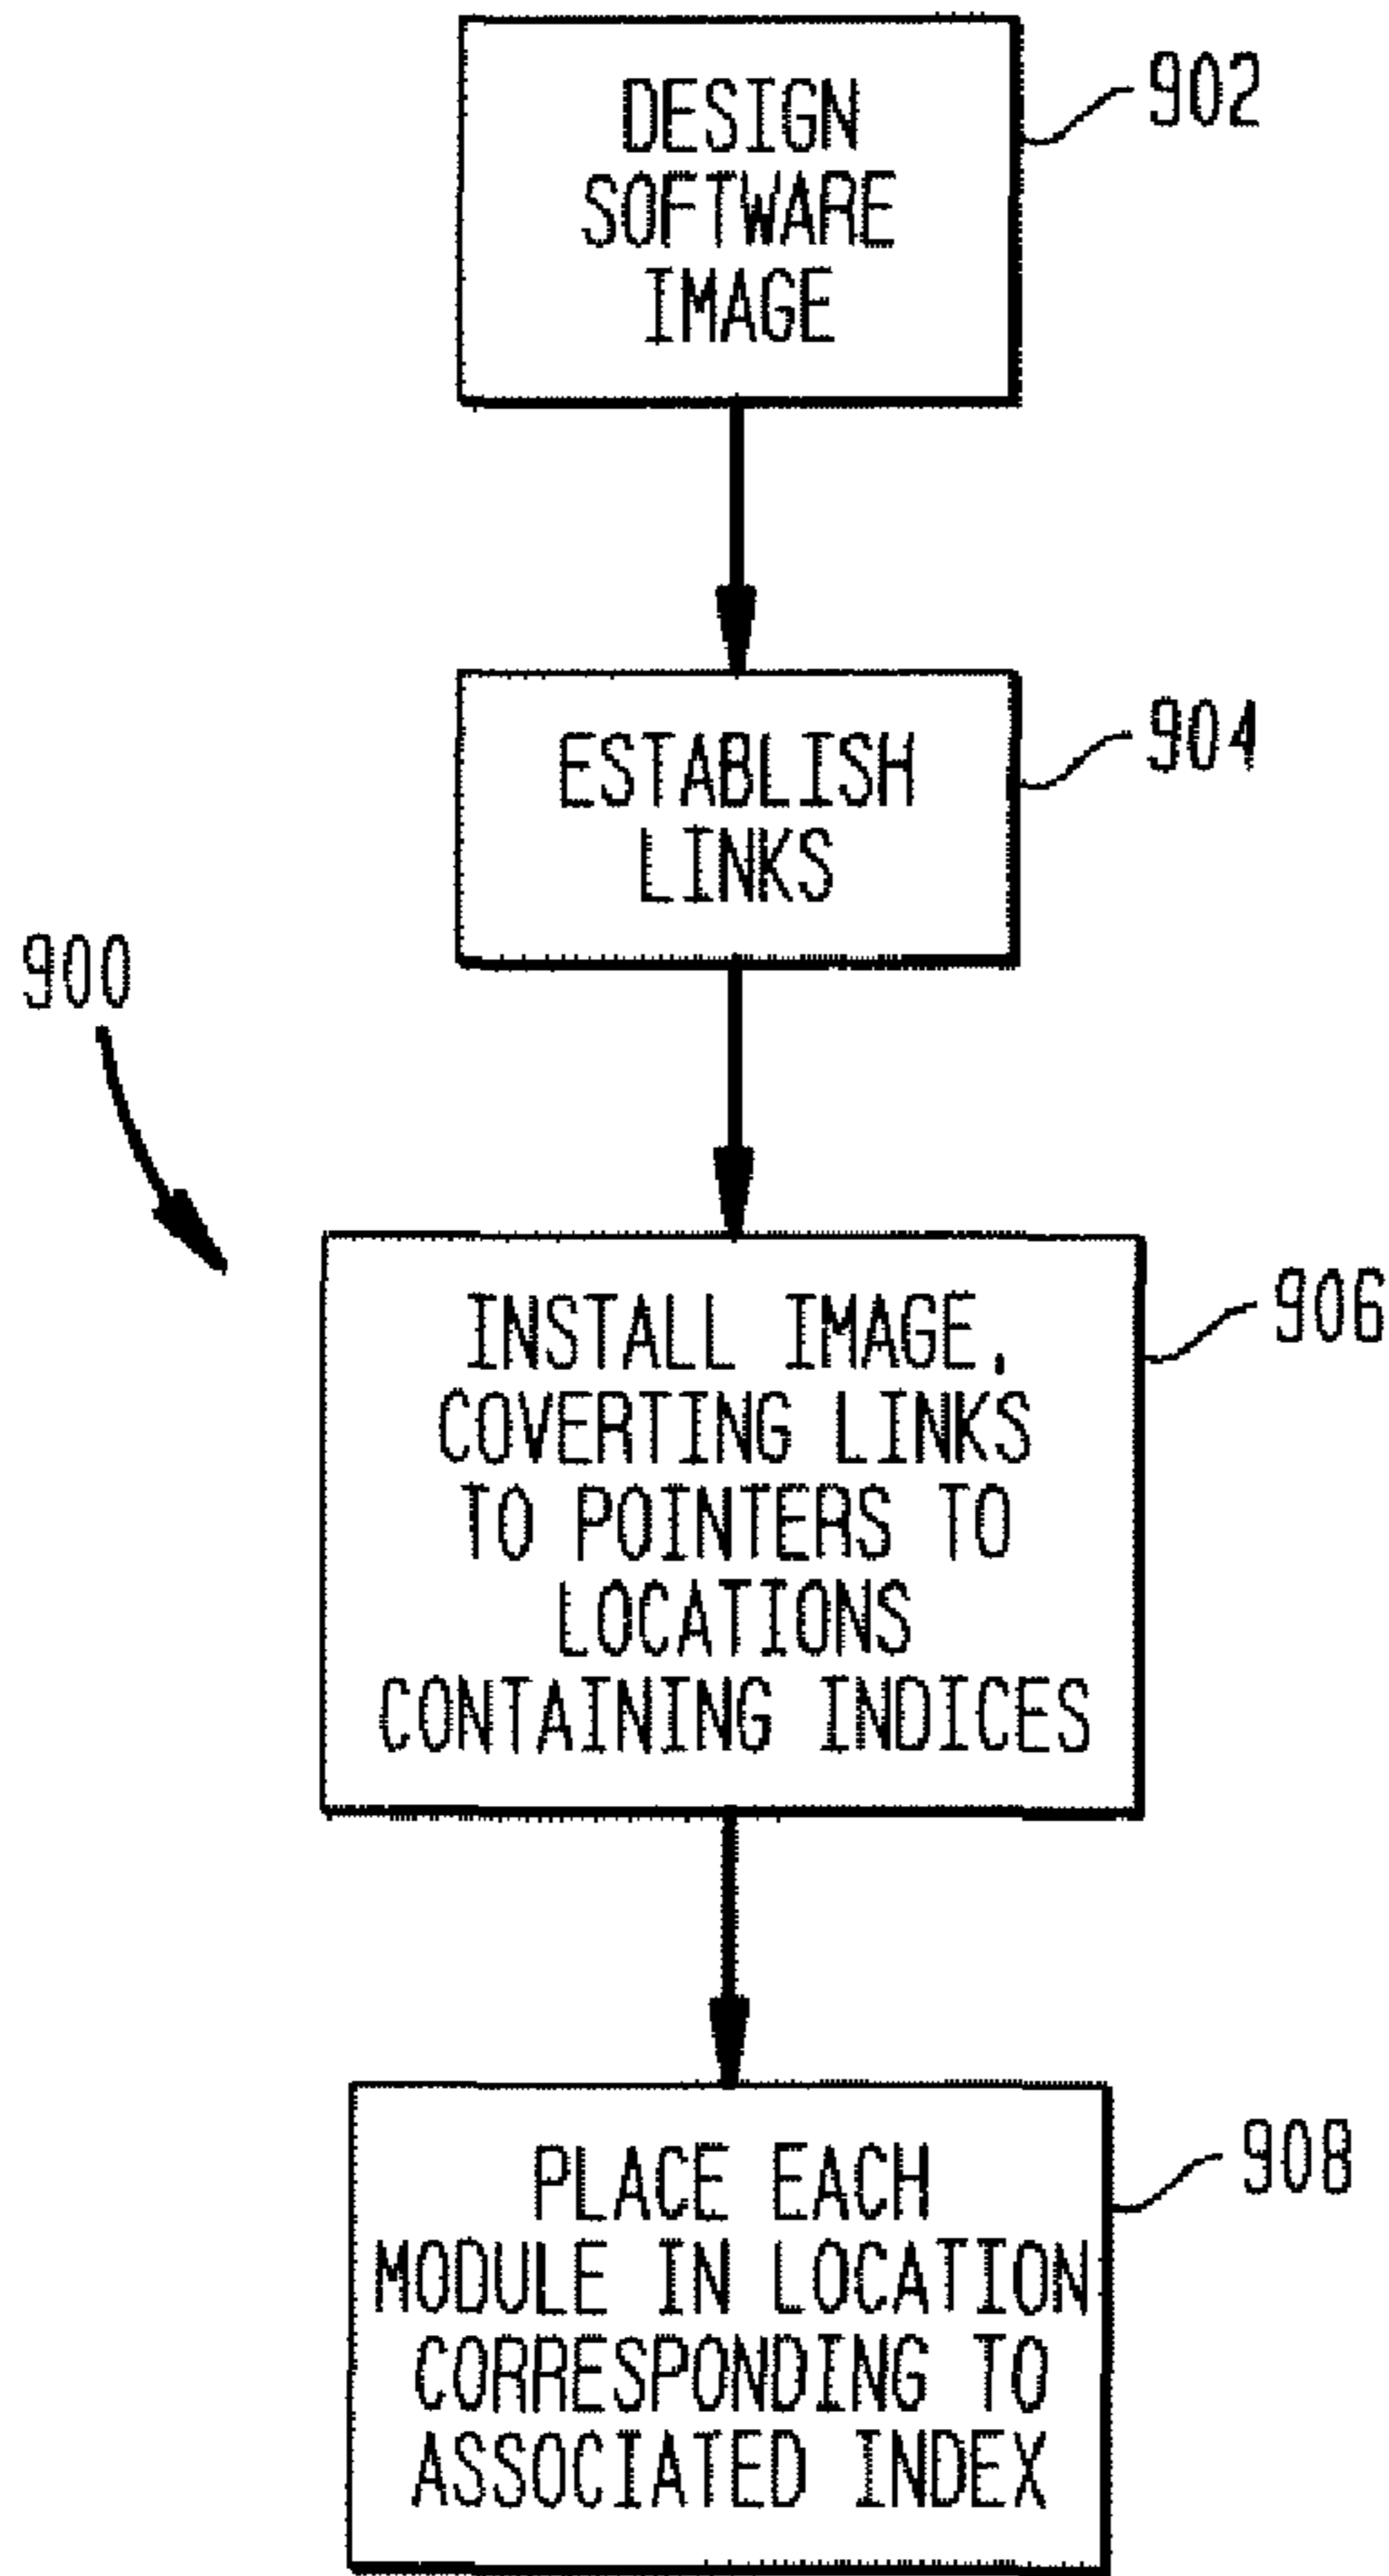 DESIGN
SOFTWARE
IMAGE
902
ESTABLISH
LINKS
904
900
INSTALL IMAGE,
COVERTING LINKS
TO POINTERS TO
LOCATIONS
CONTAINING INDICES
906
PLACE EACH
MODULE IN LOCATION
CORRESPONDING TO
ASSOCIATED INDEX
908